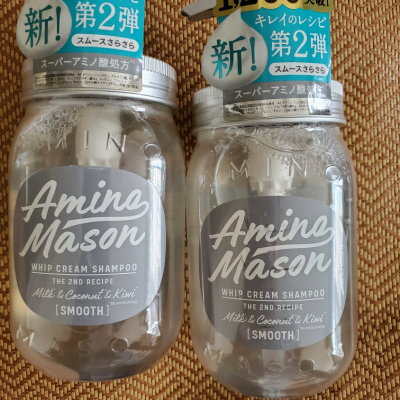 新!
第2弾
スムースさらさら
スーパーアミノ酸処方
Amino
Mason
WHIP CREAM SHAMPOO
THE 2ND RECIPE
Milk & Coconut & Kiwi
[SMOOTH]
キレイのレシピ
新!
第2弾
スムースさらさら
スーパーアミノ酸処方
MINO
Amino
Mason
WHIP CREAM SHAMPOO
THE 2ND RECIPE
Milk & Coconut & Kiwi
[SMOOTH]